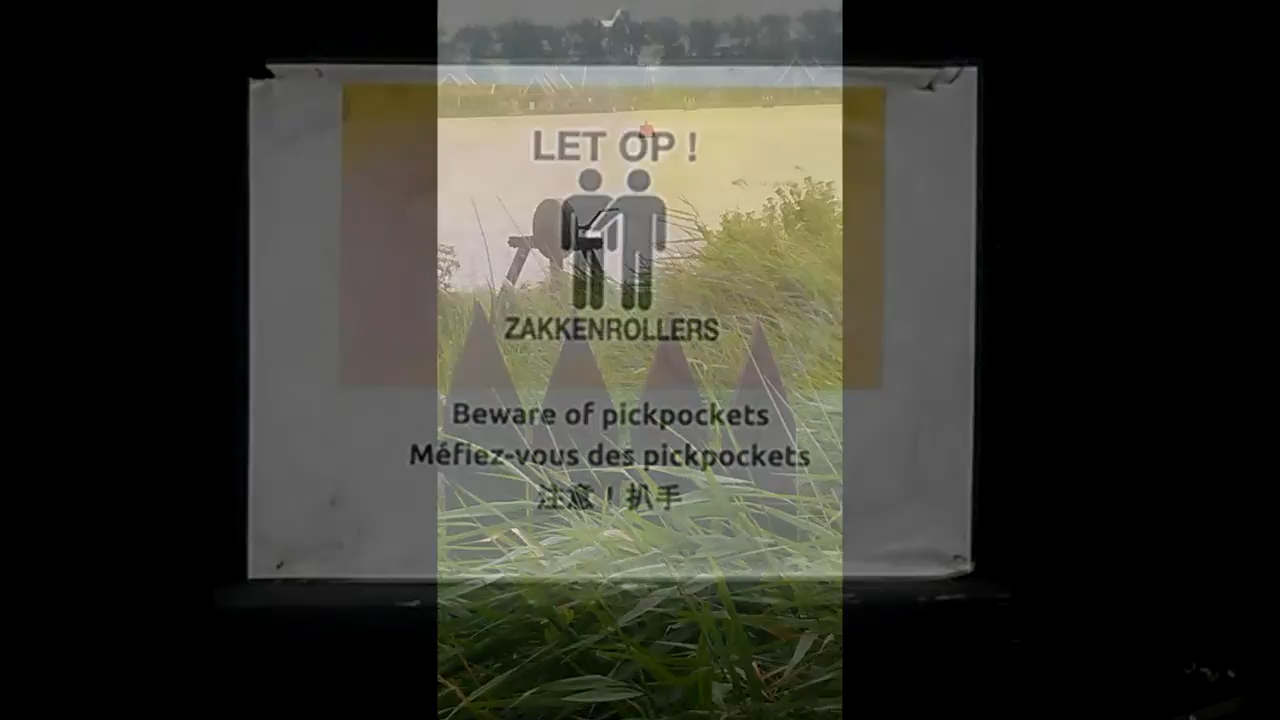 LET OP !
ZAKKENROLLERS
Beware of pickpockets
Méfiez-vous des pickpockets
注意！扒手